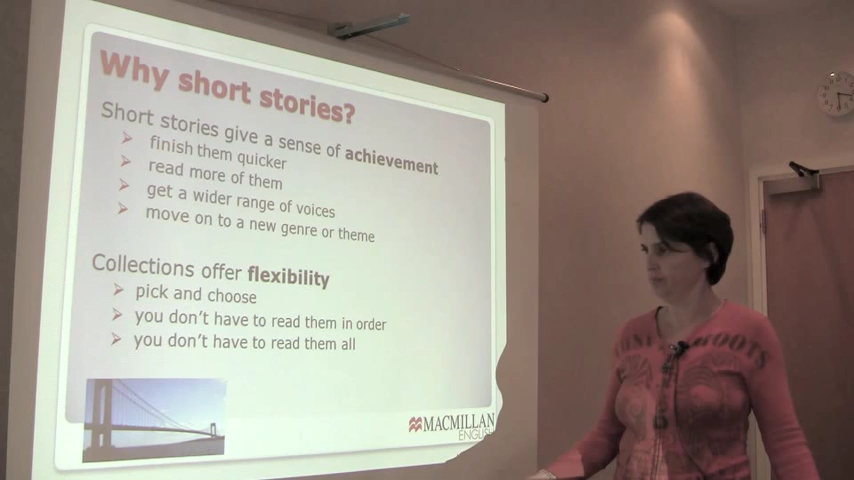 Why short stories?
Short stories give a sense of achievement
finish them quicker
read more of them
get a wider range of voices
move on to a new genre or theme
Collections offer flexibility
pick and choose
you don't have to read them in order
you don't have to read them all
MACMILLAN
ENGLISH